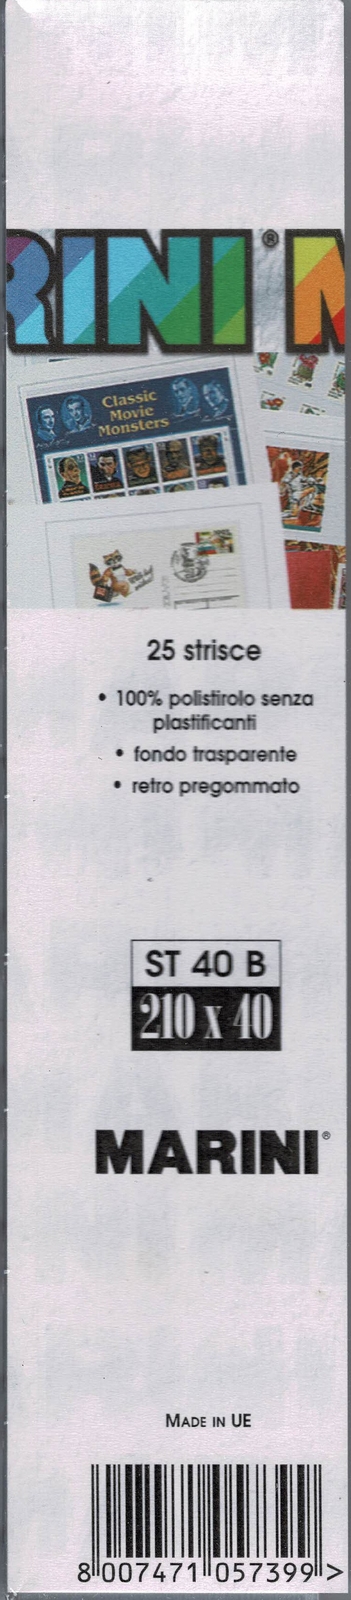 RINI® M
Classic
Movie
Monsters
25 strisce
• 100% polistirolo senza
plastificanti
• fondo trasparente
• retro pregommato
ST 40 B
210 x 40
MARINI®
MADE IN UE
8 007471 057399 >